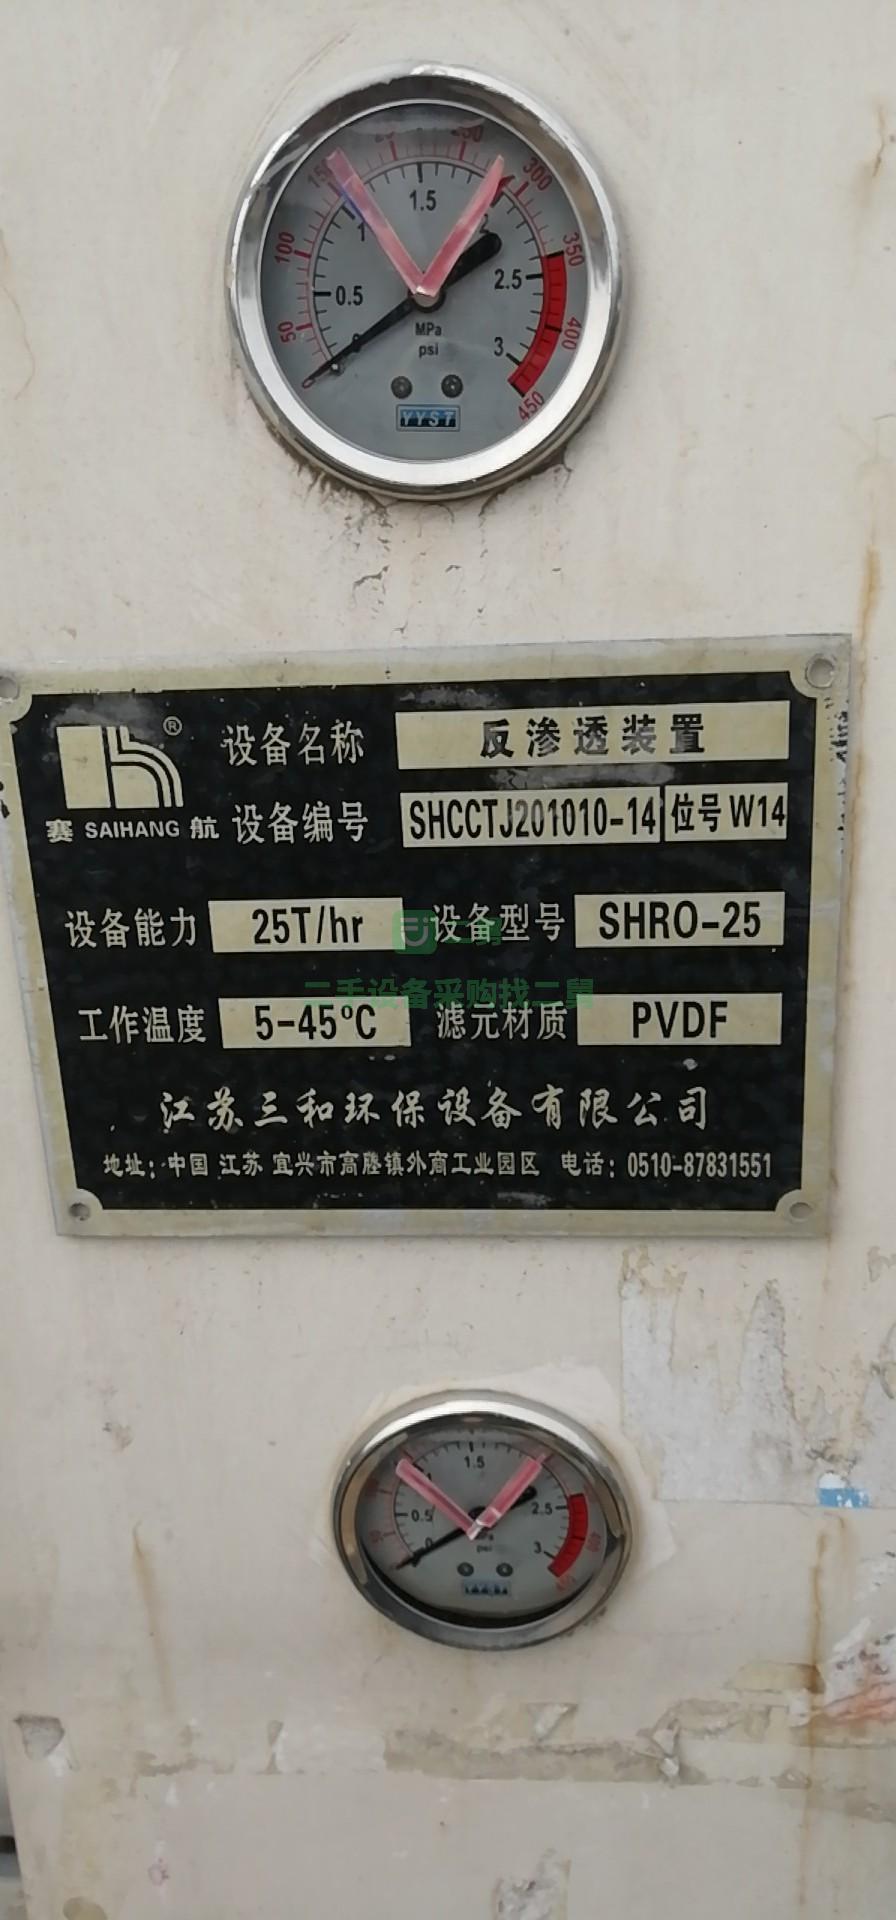 50 100 150 300 350 400 450
0.5 1 1.5 2 2.5 3
MPa
psi
YYST
®
设备名称 反渗透装置
赛 SAIHANG 航 设备编号 SHCCTJ201010-14 位号 W14
设备能力 25T/hr 设备型号 SHRO-25
二手设备采购找二舅
工作温度 5-45°C 滤元材质 PVDF
江苏三和环保设备有限公司
地址：中国 江苏 宜兴市高塍镇外商工业园区 电话：0510-87831551
0.5 1.5 2.5 3
psi